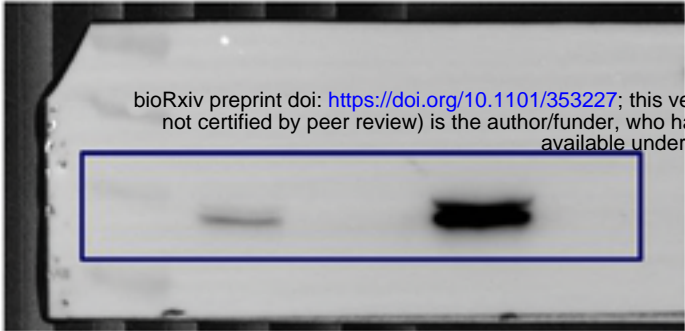 bioRxiv preprint doi: https://doi.org/10.1101/353227; this ve
not certified by peer review) is the author/funder, who ha
available under